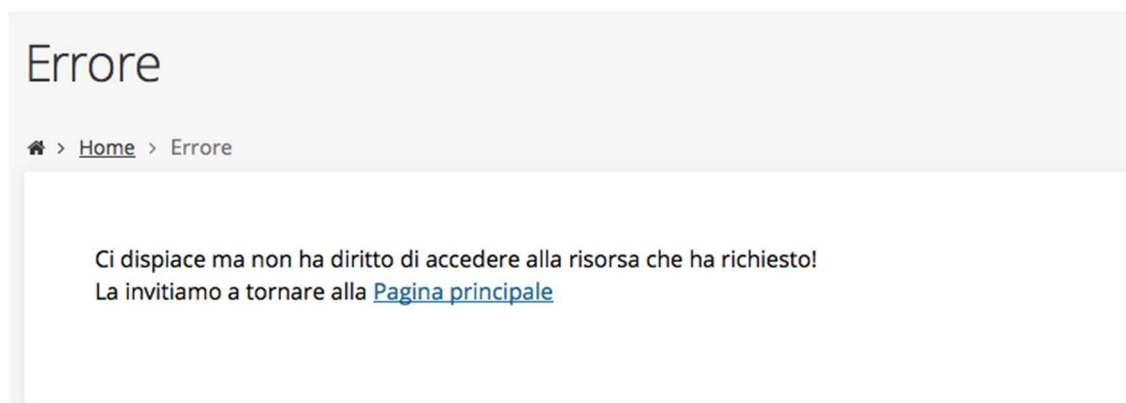 Errore
> Home > Errore
Ci dispiace ma non ha diritto di accedere alla risorsa che ha richiesto!
La invitiamo a tornare alla Pagina principale